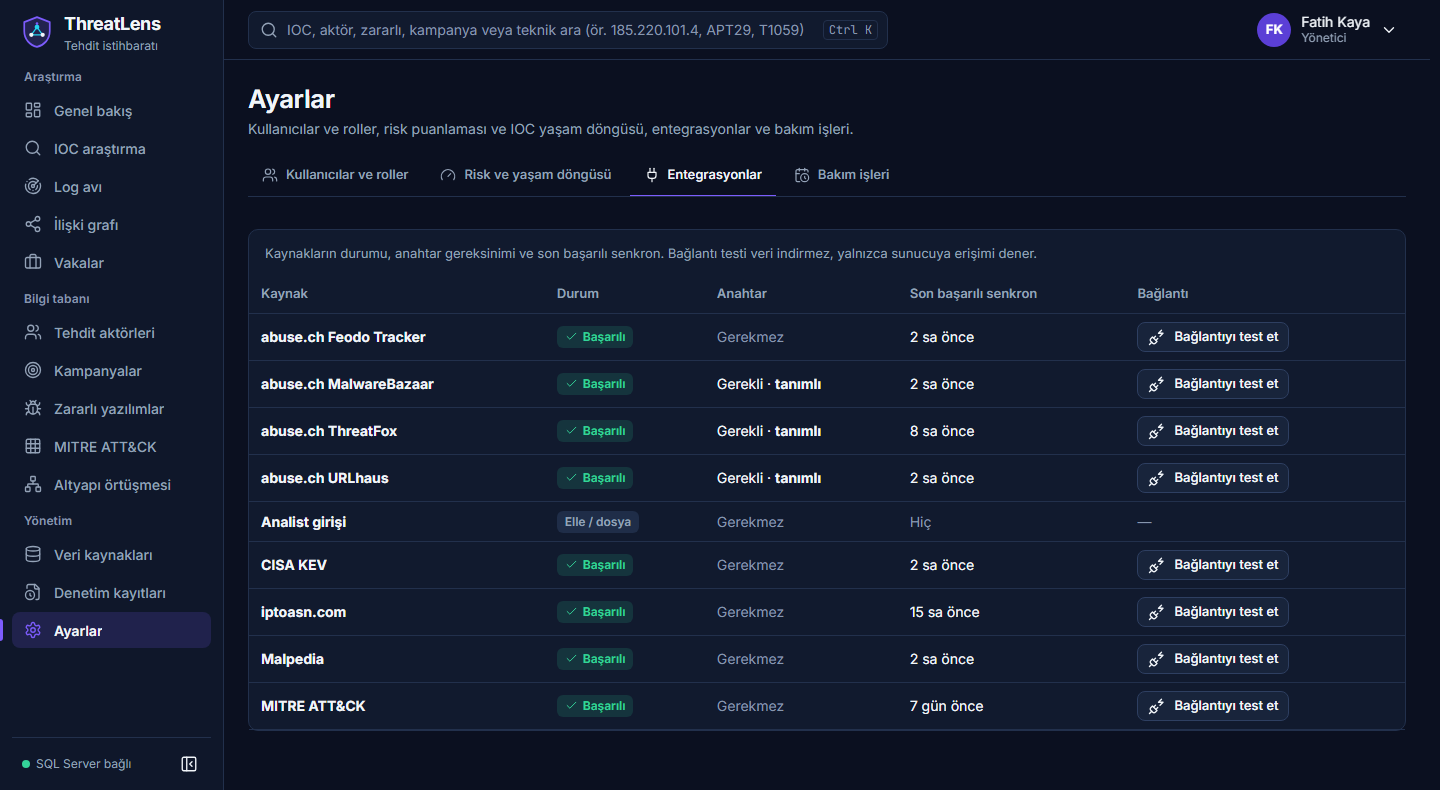 ThreatLens
Tehdit istihbaratı
IOC, aktör, zararlı, kampanya veya teknik ara (ör. 185.220.101.4, APT29, T1059)
Ctrl K
FK
Fatih Kaya
Yönetici
Araştırma
Genel bakış
IOC araştırma
Log avı
İlişki grafı
Vakalar
Bilgi tabanı
Tehdit aktörleri
Kampanyalar
Zararlı yazılımlar
MITRE ATT&CK
Altyapı örtüşmesi
Yönetim
Veri kaynakları
Denetim kayıtları
Ayarlar
SQL Server bağlı
Ayarlar
Kullanıcılar ve roller, risk puanlaması ve IOC yaşam döngüsü, entegrasyonlar ve bakım işleri.
Kullanıcılar ve roller Risk ve yaşam döngüsü Entegrasyonlar Bakım işleri
Kaynakların durumu, anahtar gereksinimi ve son başarılı senkron. Bağlantı testi veri indirmez, yalnızca sunucuya erişimi dener.
Kaynak Durum Anahtar Son başarılı senkron Bağlantı
abuse.ch Feodo Tracker Başarılı Gerekmez 2 sa önce Bağlantıyı test et
abuse.ch MalwareBazaar Başarılı Gerekli · tanımlı 2 sa önce Bağlantıyı test et
abuse.ch ThreatFox Başarılı Gerekli · tanımlı 8 sa önce Bağlantıyı test et
abuse.ch URLhaus Başarılı Gerekli · tanımlı 2 sa önce Bağlantıyı test et
Analist girişi Elle / dosya Gerekmez Hiç —
CISA KEV Başarılı Gerekmez 2 sa önce Bağlantıyı test et
iptoasn.com Başarılı Gerekmez 15 sa önce Bağlantıyı test et
Malpedia Başarılı Gerekmez 2 sa önce Bağlantıyı test et
MITRE ATT&CK Başarılı Gerekmez 7 gün önce Bağlantıyı test et